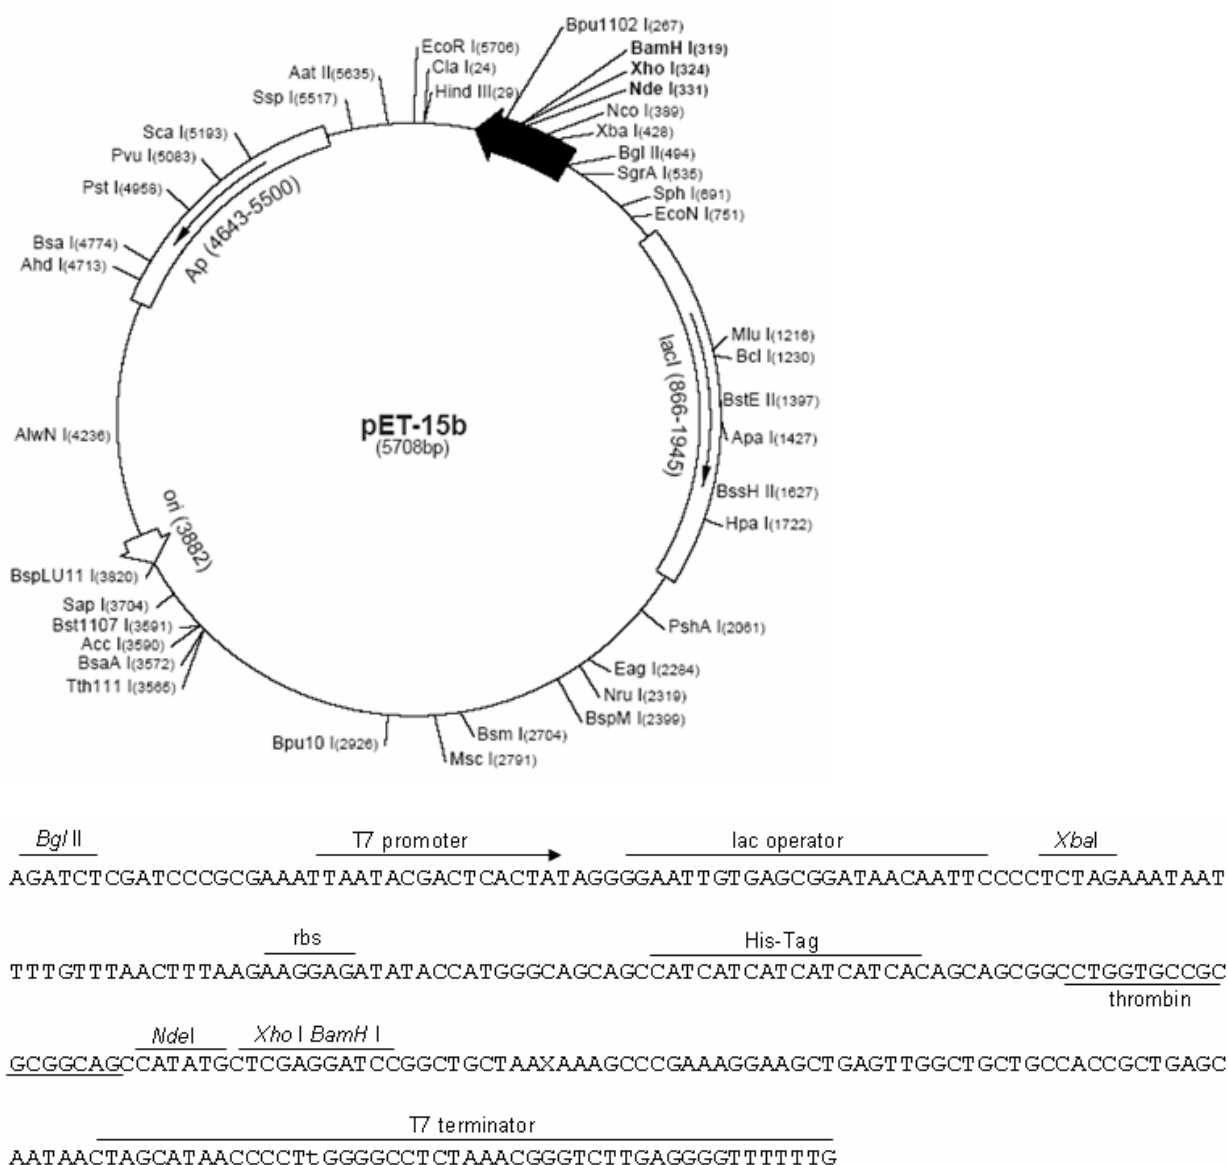 Bpu1102 I(267)
EcoR I(5706)
BamH I(319)
Cla I(24)
Xho I(324)
Aat II(5635)
Hind III(29)
Nde I(331)
Ssp I(5517)
Nco I(389)
Sca I(5193)
Xba I(428)
Pvu I(5083)
Bgl II(494)
SgrA I(535)
Pst I(4958)
Sph I(691)
EcoN I(751)
Ap (4643-5500)
Bsa I(4774)
Ahd I(4713)
Mlu I(1216)
Bcl I(1230)
lacI (866-1945)
BstE II(1397)
pET-15b
(5708bp)
AlwN I(4236)
Apa I(1427)
BssH II(1627)
ori (3882)
Hpa I(1722)
BspLU11 I(3820)
Sap I(3704)
Bst1107 I(3591)
PshA I(2061)
Acc I(3590)
BsaA I(3572)
Eag I(2284)
Tth111 I(3565)
Nru I(2319)
BspM I(2399)
Bpu10 I(2926)
Bsm I(2704)
Msc I(2791)
Bgl II T7 promoter lac operator XbaI
AGATCTCGATCCCGCGAAATTAATACGACTCACTATAGGGGAATTGTGAGCGGATAACAATTCCCCTCTAGAAATAAT
rbs His-Tag
TTTGTTTAACTTTAAGAAGGAGATATACCATGGGCAGCAGCCATCATCATCATCATCACAGCAGCGGCCTGGTGCCGC
thrombin
NdeI Xho I BamH I
GCGGCAGCCATATGCTCGAGGATCCGGCTGCTAAXAAAGCCCGAAAGGAAGCTGAGTTGGCTGCTGCCACCGCTGAGC
T7 terminator
AATAACTAGCATAACCCCTtGGGGCCTCTAAACGGGTCTTGAGGGGTTTTTTG